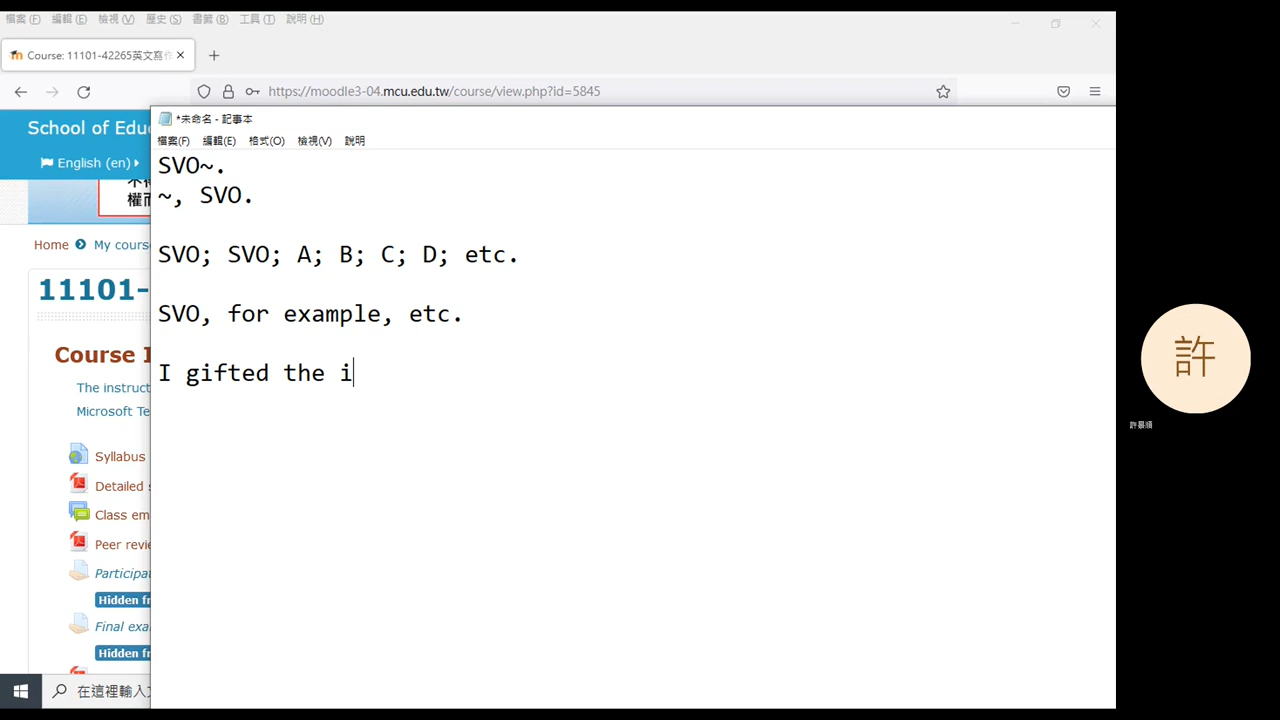 檔案(F) 編輯(E) 檢視(V) 歷史(S) 書籤(B) 工具(T) 說明(H)
Course: 11101-42265英文寫作
https://moodle3-04.mcu.edu.tw/course/view.php?id=5845
*未命名 - 記事本
檔案(F) 編輯(E) 格式(O) 檢視(V) 說明
School of Edu
English (en)
權
Home My cours
11101-
Course I
The instruct
Microsoft Te
Syllabus
Detailed s
Class em
Peer revie
Participat
Hidden fr
Final exa
Hidden fr
SVO~.
~, SVO.
SVO; SVO; A; B; C; D; etc.
SVO, for example, etc.
I gifted the i
在這裡輸入文
許
許景順